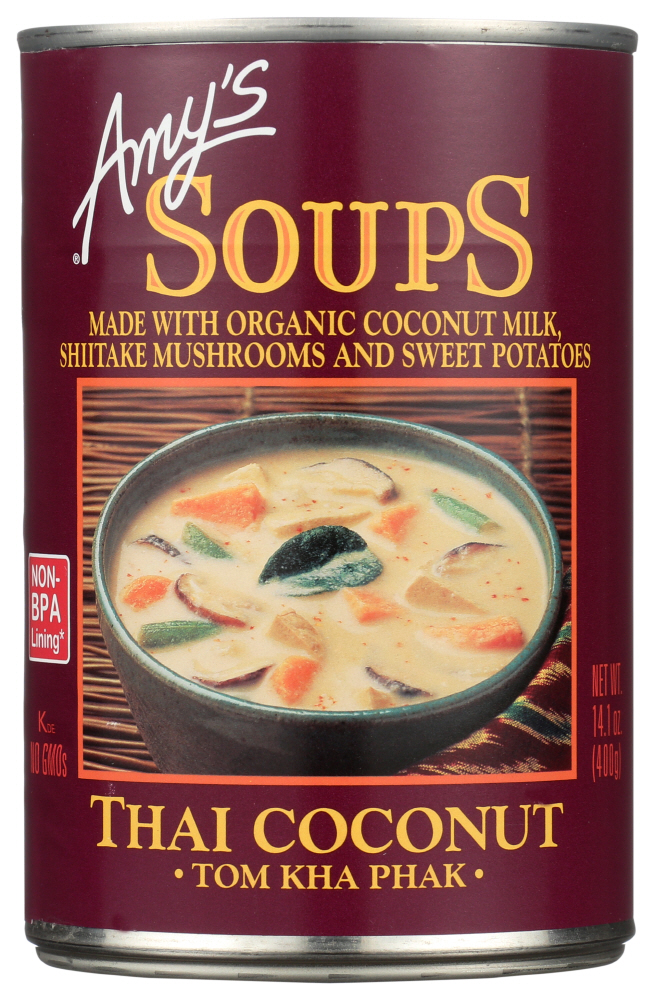 Amy's
®
SOUPS
MADE WITH ORGANIC COCONUT MILK,
SHIITAKE MUSHROOMS AND SWEET POTATOES
NON-
BPA
Lining*
K DE
NO GMOs
NET WT.
14.1 oz.
(400g)
THAI COCONUT
• TOM KHA PHAK •